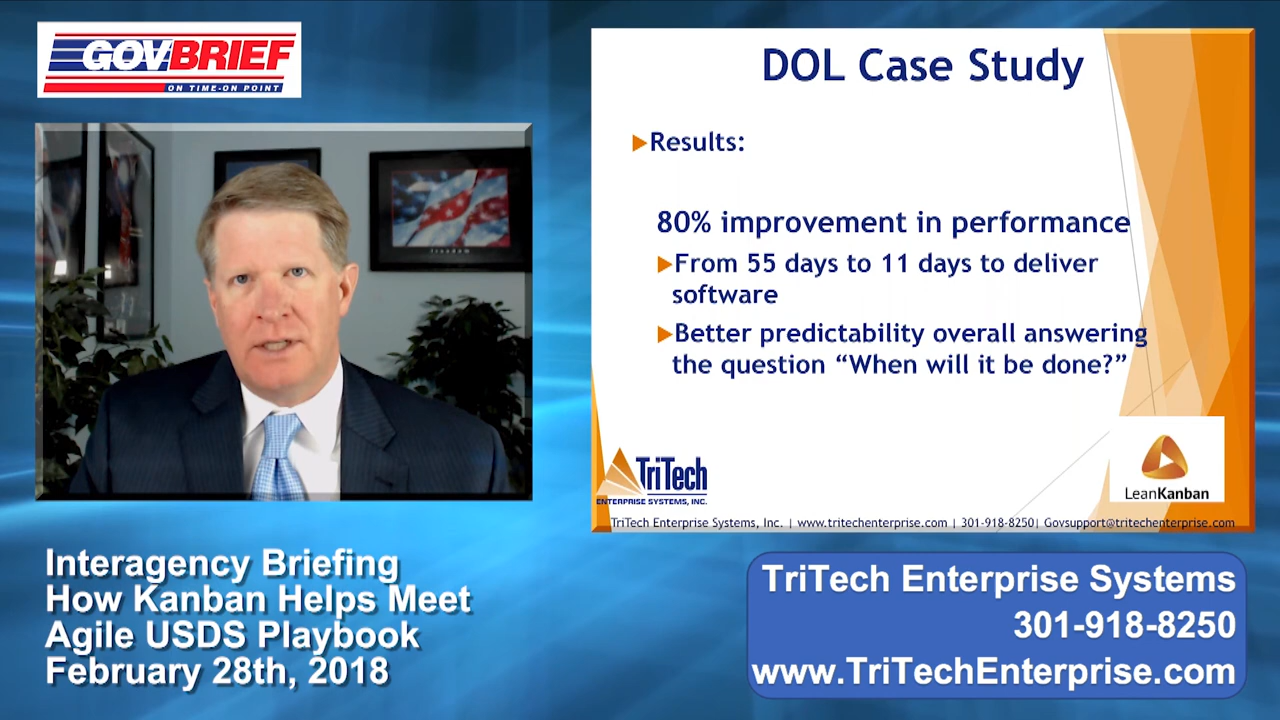 GOVBRIEF
ON TIME-ON POINT
freedom
DOL Case Study
Results:
80% improvement in performance
From 55 days to 11 days to deliver
software
Better predictability overall answering
the question “When will it be done?”
TriTech
ENTERPRISE SYSTEMS, INC.
LeanKanban
TriTech Enterprise Systems, Inc. | www.tritechenterprise.com | 301-918-8250| Govsupport@tritechenterprise.com
Interagency Briefing
How Kanban Helps Meet
Agile USDS Playbook
February 28th, 2018
TriTech Enterprise Systems
301-918-8250
www.TriTechEnterprise.com